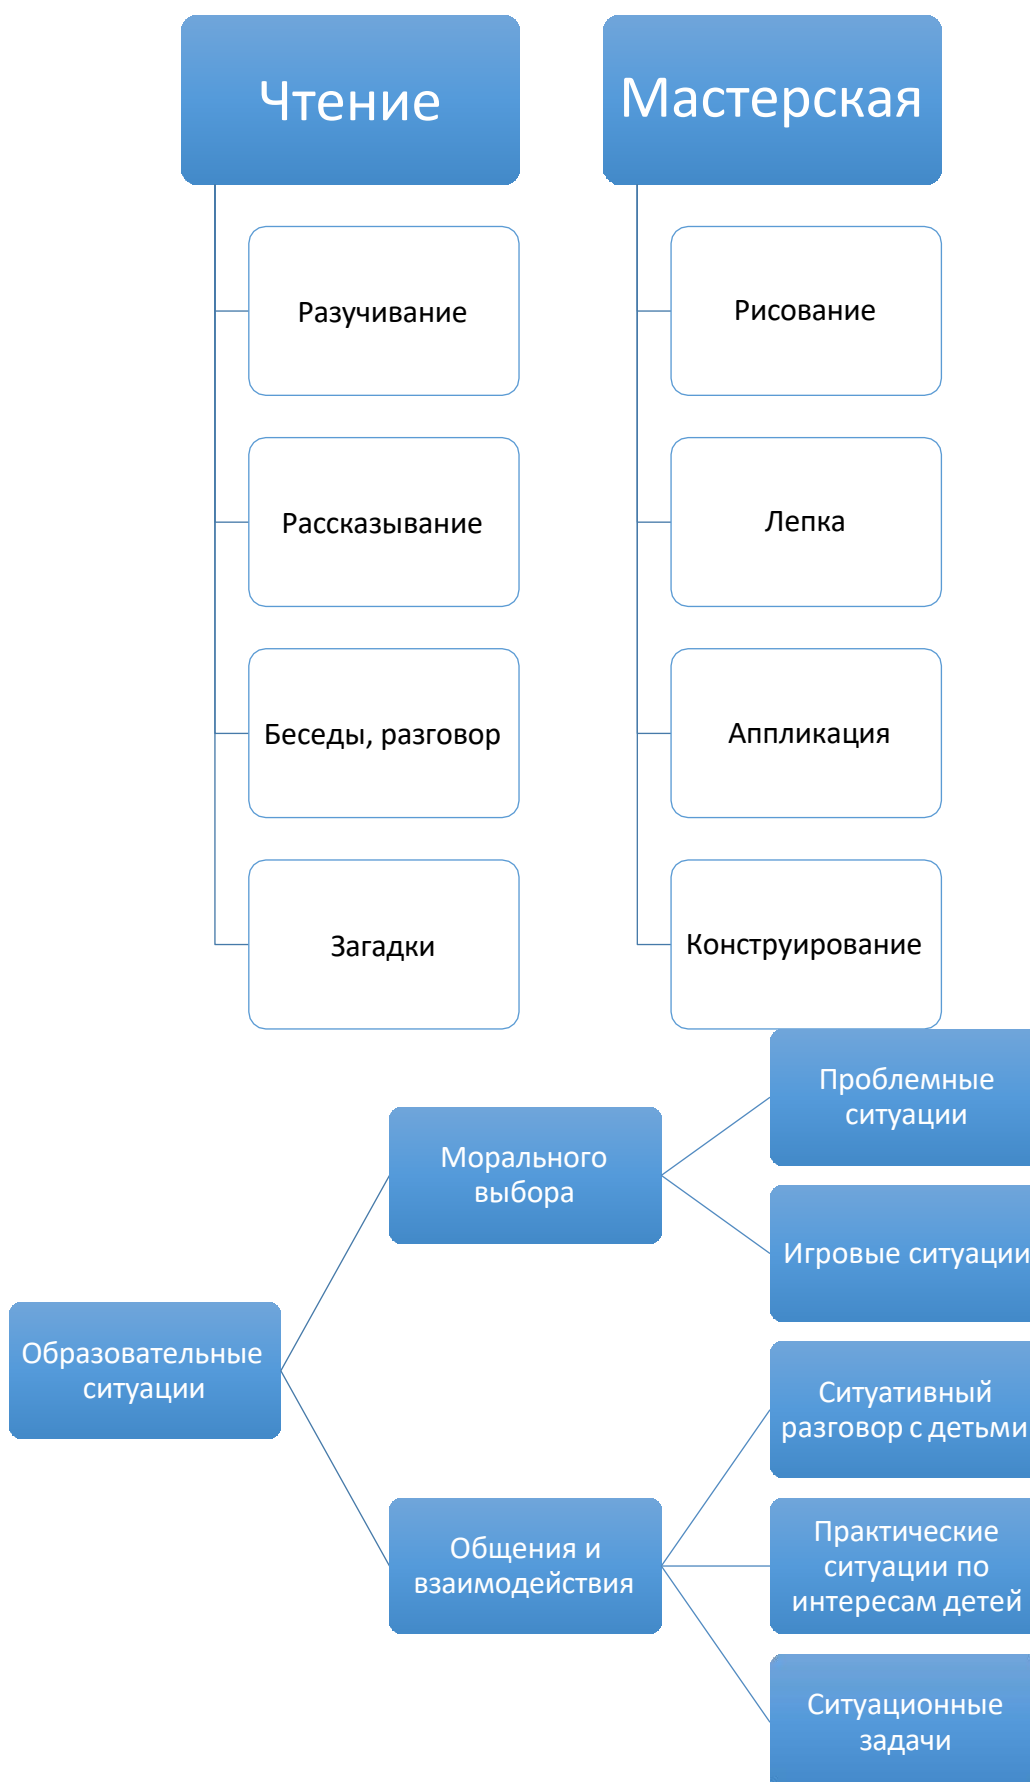 Чтение
Разучивание
Рассказывание
Беседы, разговор
Загадки
Мастерская
Рисование
Лепка
Аппликация
Конструирование
Образовательные
ситуации
Морального
выбора
Проблемные
ситуации
Игровые ситуации
Общения и
взаимодействия
Ситуативный
разговор с детьми
Практические
ситуации по
интересам детей
Ситуационные
задачи